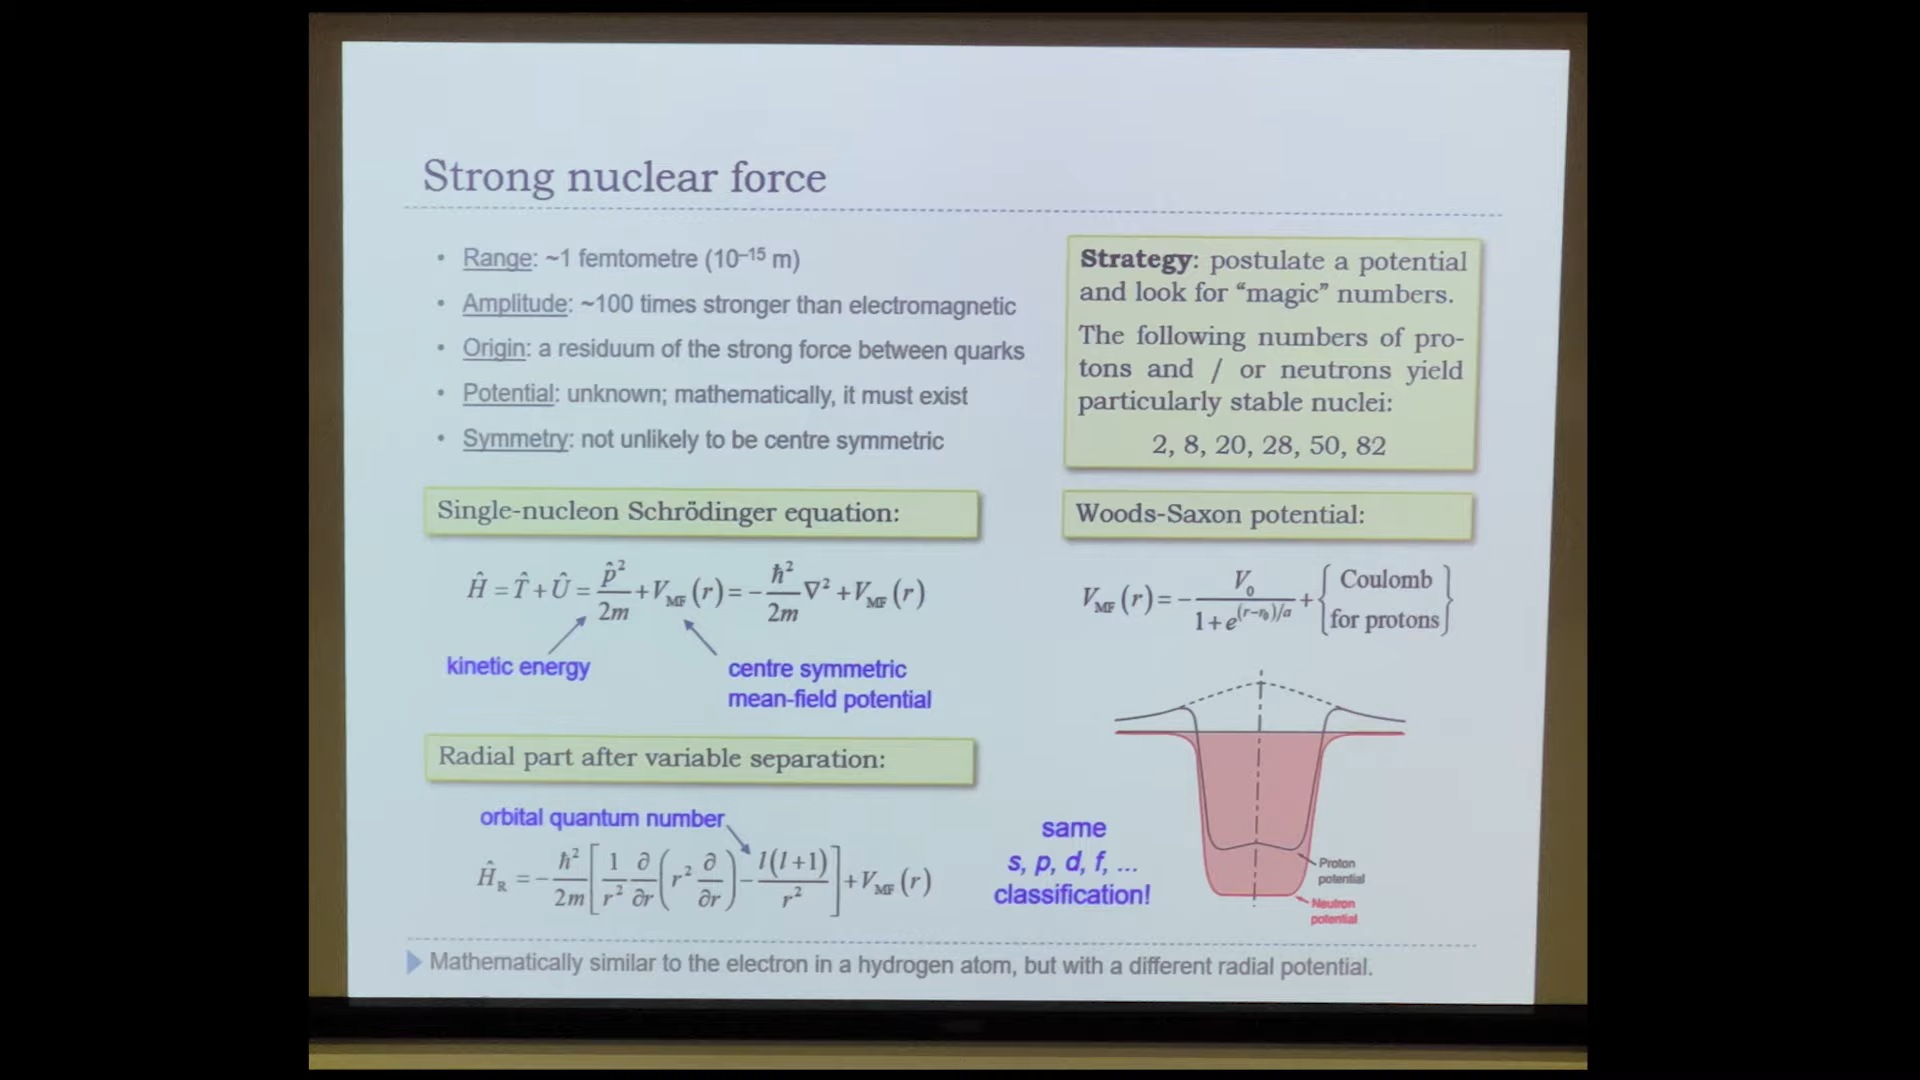 Strong nuclear force
• Range: ~1 femtometre (10⁻¹⁵ m)
• Amplitude: ~100 times stronger than electromagnetic
• Origin: a residuum of the strong force between quarks
• Potential: unknown; mathematically, it must exist
• Symmetry: not unlikely to be centre symmetric
Strategy: postulate a potential
and look for “magic” numbers.
The following numbers of pro-
tons and / or neutrons yield
particularly stable nuclei:
2, 8, 20, 28, 50, 82
Single-nucleon Schrödinger equation:
Ĥ = T̂ + Û = p̂²/2m + V_MF(r) = −ħ²/2m ∇² + V_MF(r)
kinetic energy
centre symmetric
mean-field potential
Woods-Saxon potential:
V_MF(r) = − V₀/(1+e^((r−r₀)/a)) + {Coulomb
for protons}
Radial part after variable separation:
orbital quantum number
Ĥ_R = −ħ²/2m [1/r² ∂/∂r (r² ∂/∂r) − l(l+1)/r²] + V_MF(r)
same
s, p, d, f, ...
classification!
Proton
potential
Neutron
potential
Mathematically similar to the electron in a hydrogen atom, but with a different radial potential.